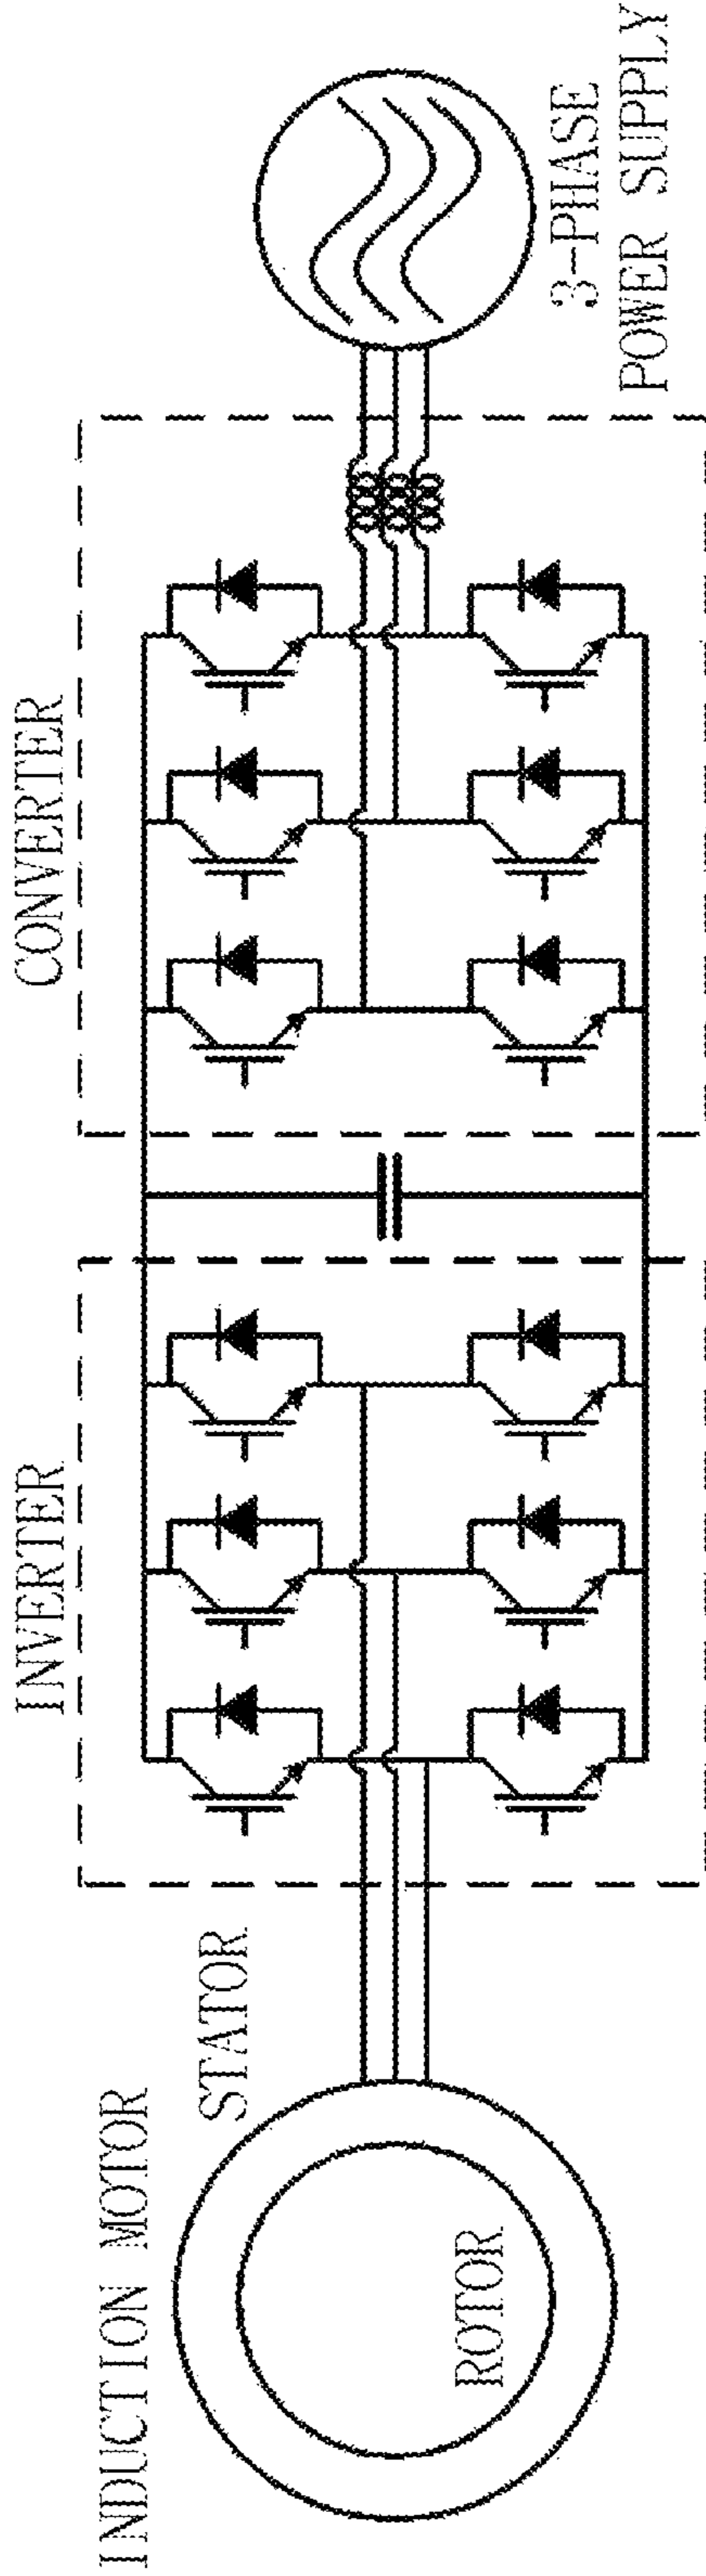 INDUCTION MOTOR
STATOR
ROTOR
INVERTER
CONVERTER
3-PHASE
POWER SUPPLY